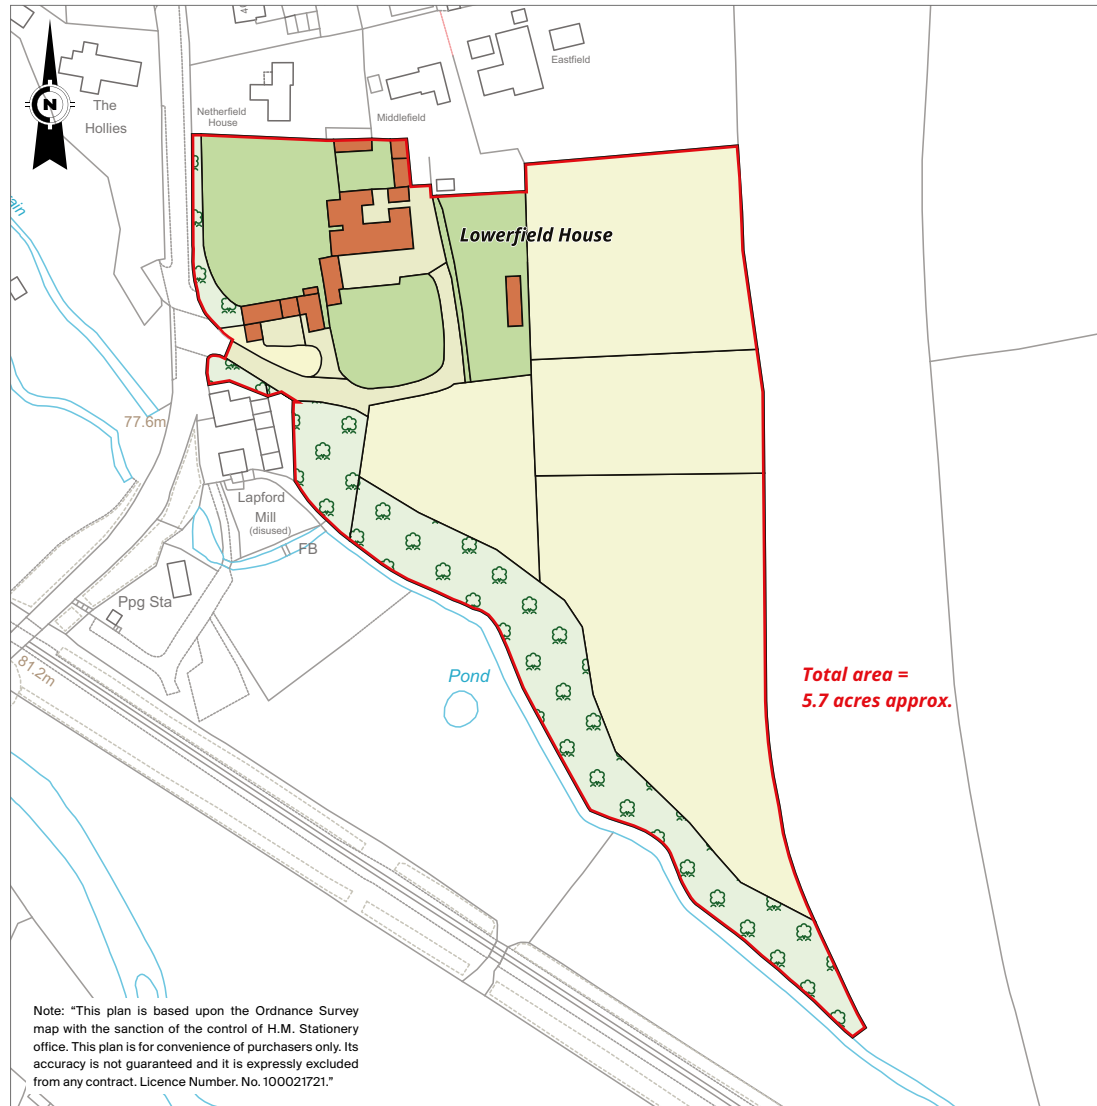 4
Eastfield
The
Hollies
Netherfield
House
Middlefield
N
ain
Lowerfield House
77.6m
Lapford
Mill
(disused)
FB
Ppg Sta
81.2m
Pond
Total area =
5.7 acres approx.
Note: “This plan is based upon the Ordnance Survey
map with the sanction of the control of H.M. Stationery
office. This plan is for convenience of purchasers only. Its
accuracy is not guaranteed and it is expressly excluded
from any contract. Licence Number. No. 100021721.”